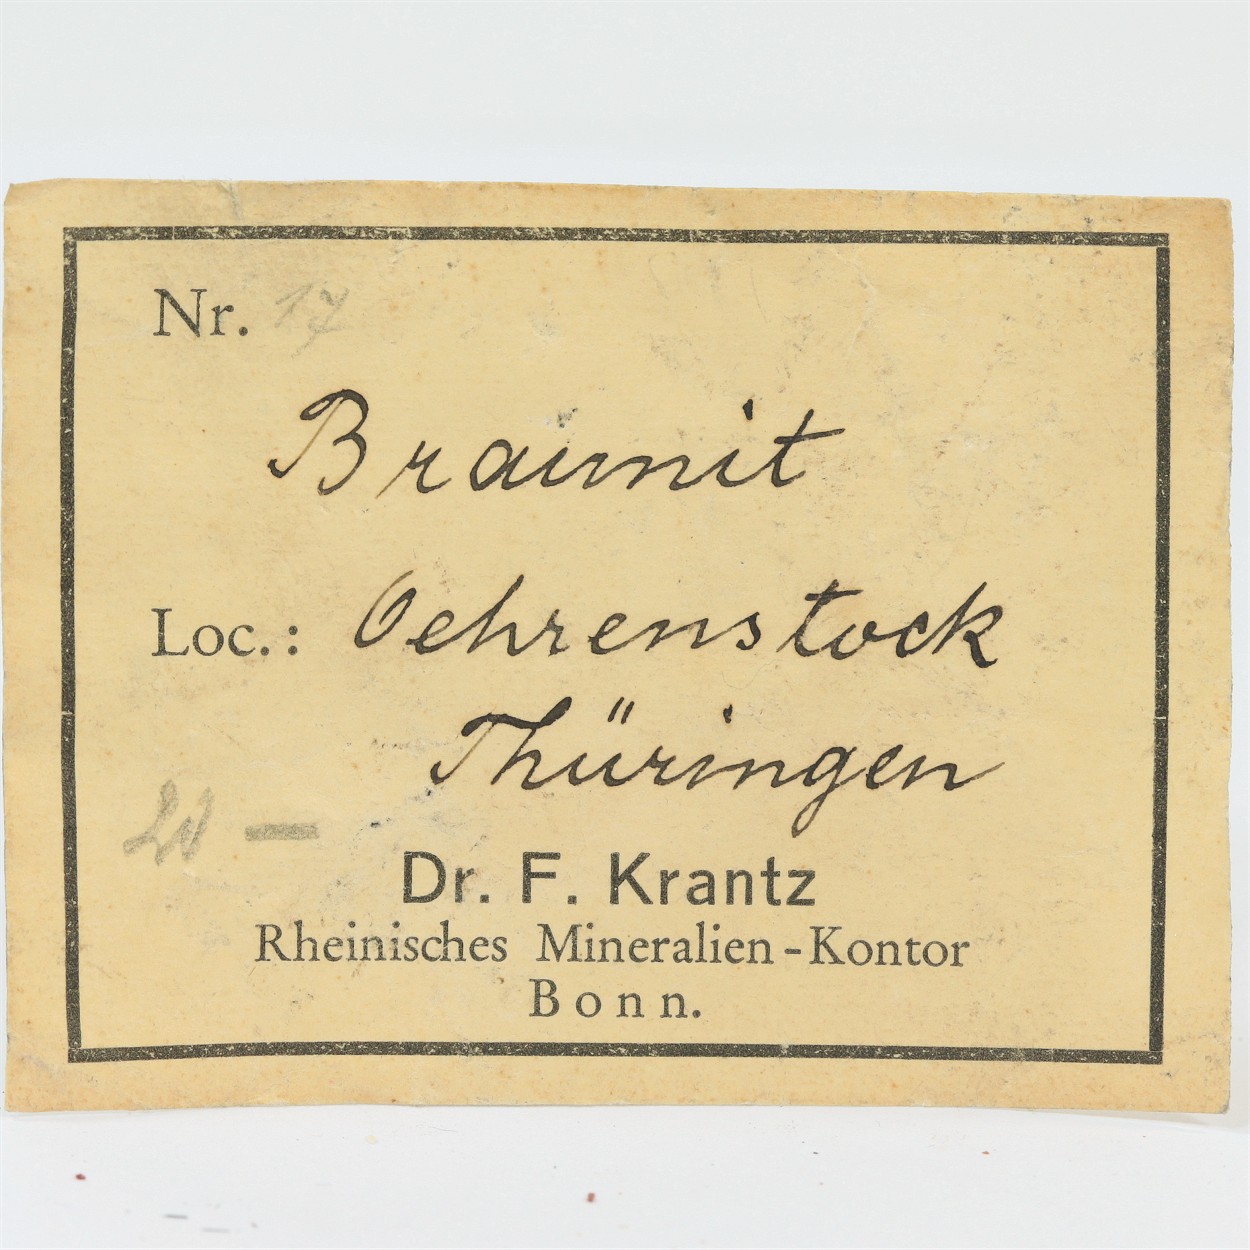 Nr. 17
Braunit
Loc.: Oehrenstock
Thüringen
Dr. F. Krantz
Rheinisches Mineralien-Kontor
Bonn.